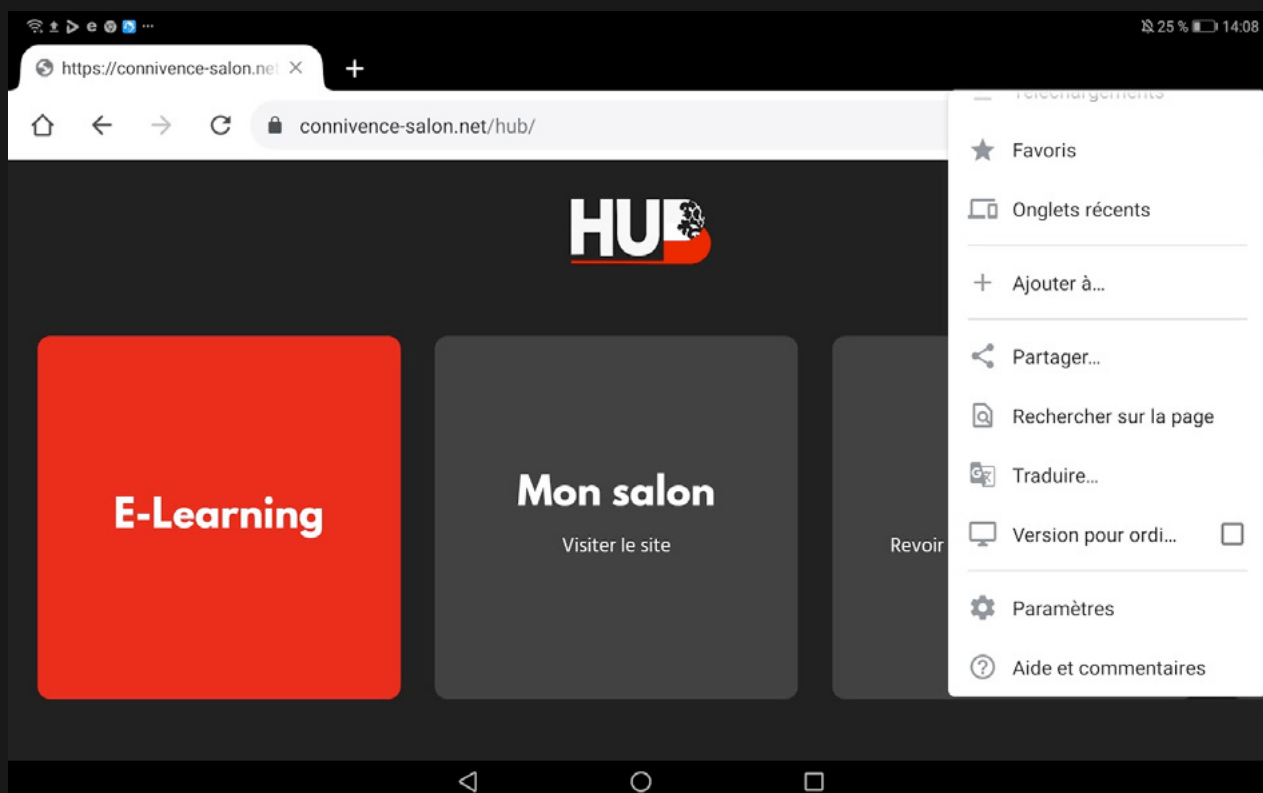 25 % 14:08
https://connivence-salon.net
connivence-salon.net/hub/
Téléchargements
Favoris
Onglets récents
Ajouter à...
Partager...
Rechercher sur la page
Traduire...
Version pour ordi...
Paramètres
Aide et commentaires
HUB
E-Learning
Mon salon
Visiter le site
Revoir